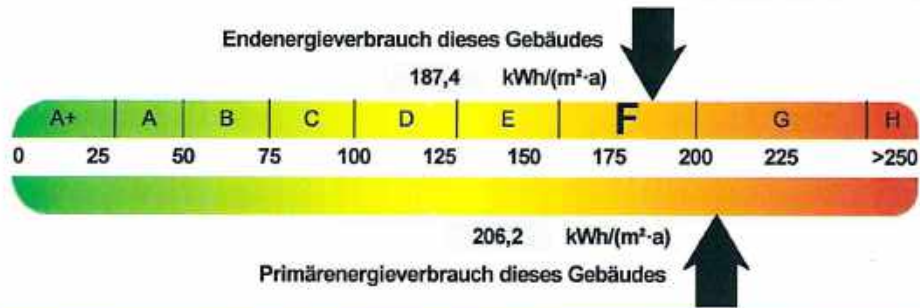 Endenergieverbrauch dieses Gebäudes
187,4 kWh/(m²·a)
A+ A B C D E F G H
0 25 50 75 100 125 150 175 200 225 >250
206,2 kWh/(m²·a)
Primärenergieverbrauch dieses Gebäudes